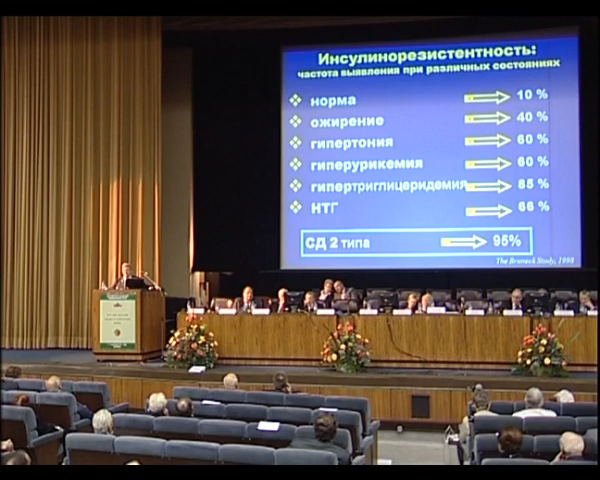 Инсулинорезистентность:
частота выявления при различных состояниях
норма 10 %
ожирение 40 %
гипертония 60 %
гиперурикемия 60 %
гипертриглицеридемия 85 %
НТГ 66 %
СД 2 типа 95%
The Bruneck Study, 1998